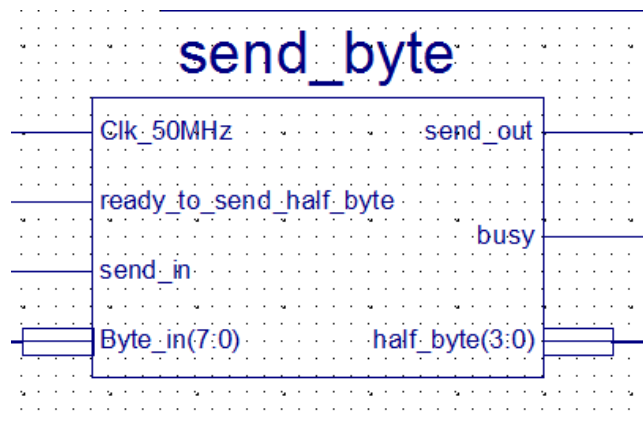 send_byte
Clk_50MHz send_out
ready_to_send_half_byte
busy
send_in
Byte_in(7:0) half_byte(3:0)